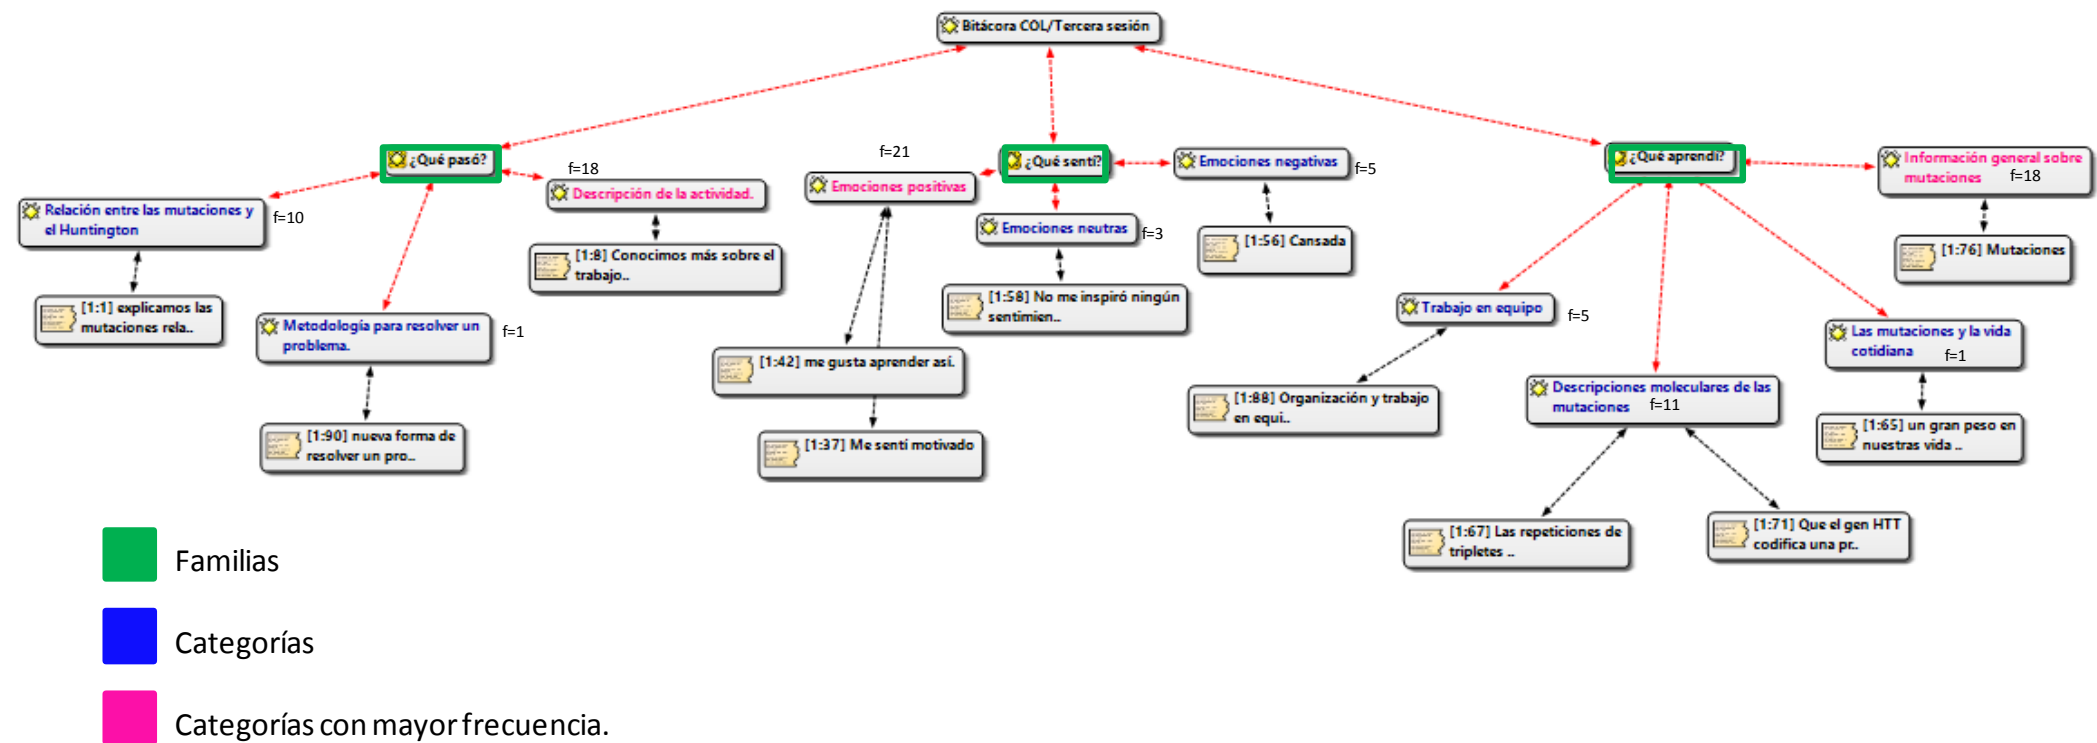 Bitácora COL/Tercera sesión
¿Qué pasó?
f=18
Descripción de la actividad.
Relación entre las mutaciones y
el Huntington
f=10
[1:8] Conocimos más sobre el
trabajo..
[1:1] explicamos las
mutaciones rela..
Metodología para resolver un
problema.
f=1
[1:90] nueva forma de
resolver un pro..
f=21
¿Qué sentí?
Emociones positivas
Emociones negativas
f=5
Emociones neutras
f=3
[1:56] Cansada
[1:58] No me inspiró ningún
sentimien..
[1:42] me gusta aprender así.
[1:37] Me sentí motivado
¿Qué aprendí?
Información general sobre
mutaciones f=18
[1:76] Mutaciones
Trabajo en equipo
f=5
[1:88] Organización y trabajo
en equi..
Descripciones moleculares de las
mutaciones f=11
Las mutaciones y la vida
cotidiana f=1
[1:65] un gran peso en
nuestras vida ..
[1:67] Las repeticiones de
tripletes ..
[1:71] Que el gen HTT
codifica una pr..
Familias
Categorías
Categorías con mayor frecuencia.